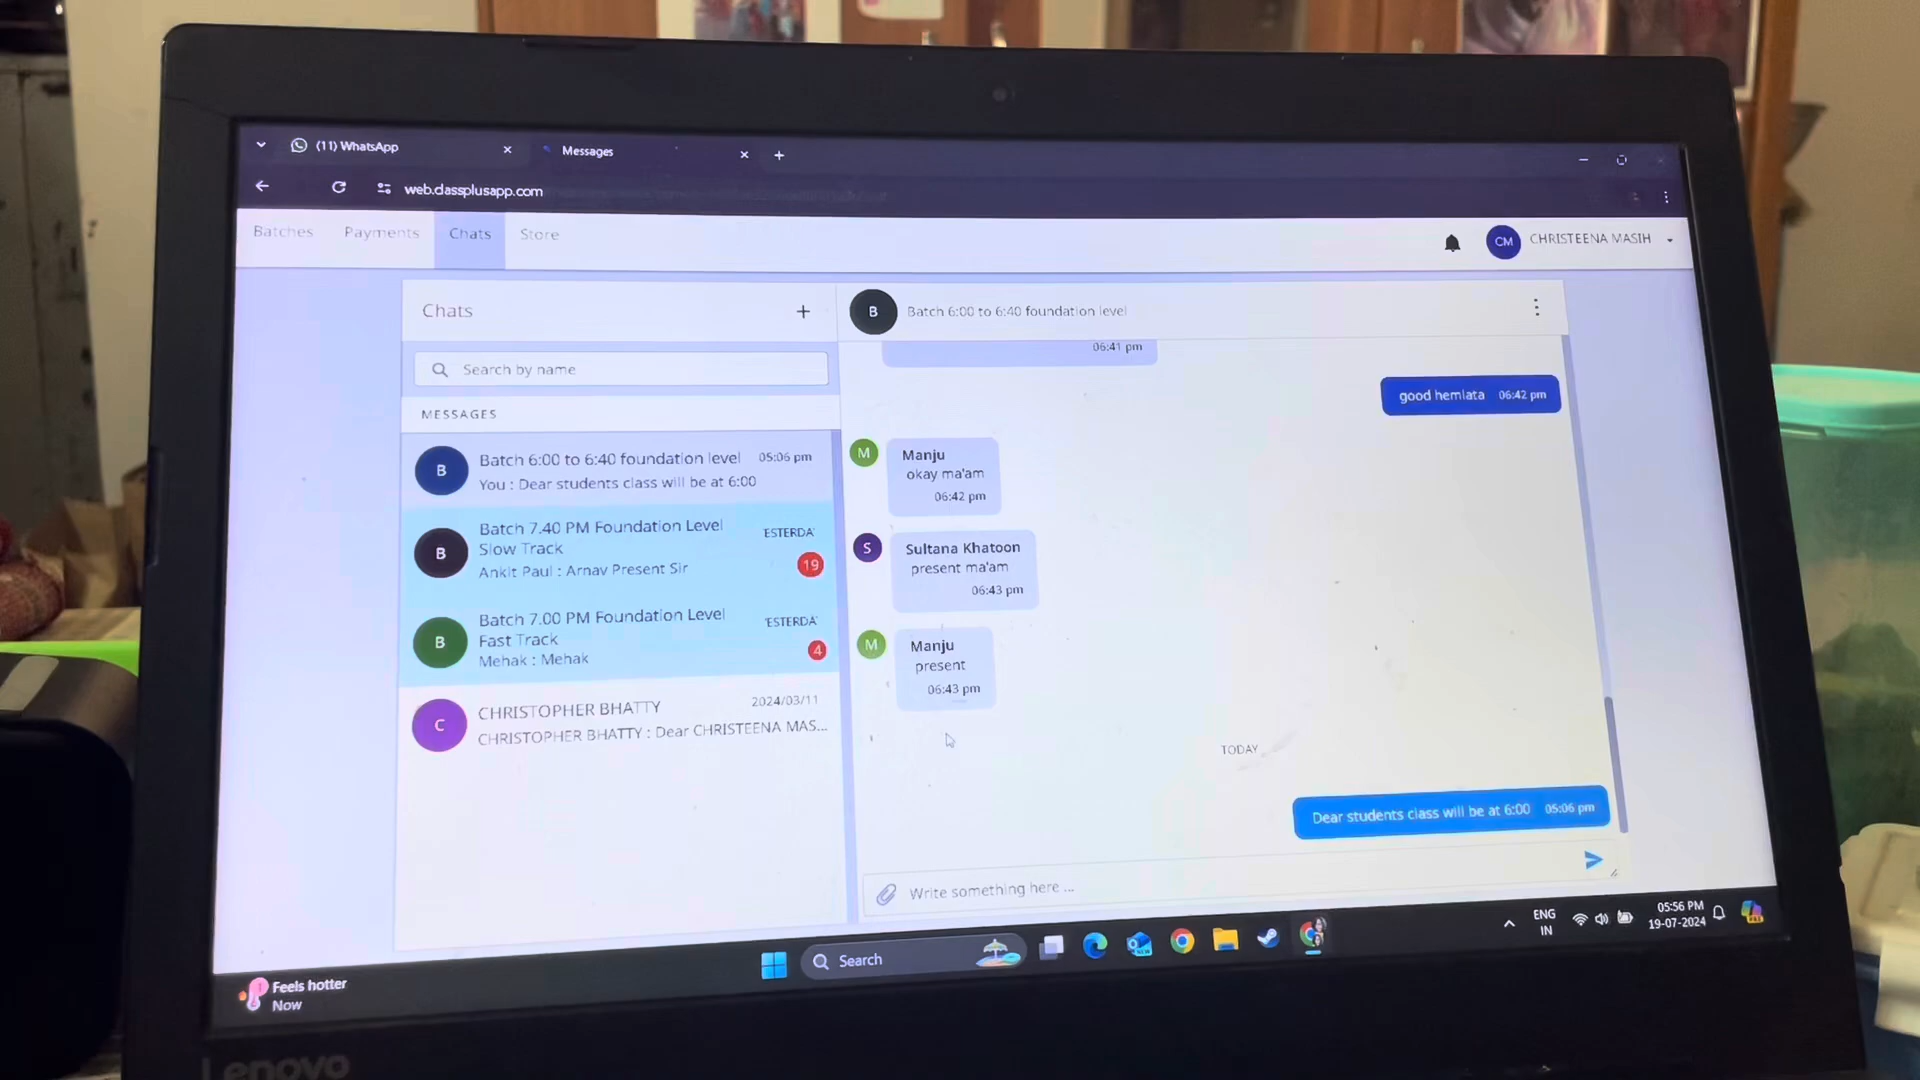 (11) WhatsApp
Messages
web.classplusapp.com
Batches
Payments
Chats
Store
CM
CHRISTEENA MASIH
Chats
+
Search by name
MESSAGES
B
Batch 6:00 to 6:40 foundation level
05:06 pm
You : Dear students class will be at 6:00
B
Batch 7.40 PM Foundation Level
Slow Track
ESTERDA
Ankit Paul : Arnav Present Sir
19
B
Batch 7.00 PM Foundation Level
Fast Track
ESTERDA
Mehak : Mehak
4
C
CHRISTOPHER BHATTY
2024/03/11
CHRISTOPHER BHATTY : Dear CHRISTEENA MAS...
B
Batch 6:00 to 6:40 foundation level
06:41 pm
good hemlata 06:42 pm
M
Manju
okay ma'am
06:42 pm
S
Sultana Khatoon
present ma'am
06:43 pm
M
Manju
present
06:43 pm
TODAY
Dear students class will be at 6:00 05:06 pm
Write something here ...
Feels hotter
Now
Search
ENG
IN
05:56 PM
19-07-2024
Lenovo